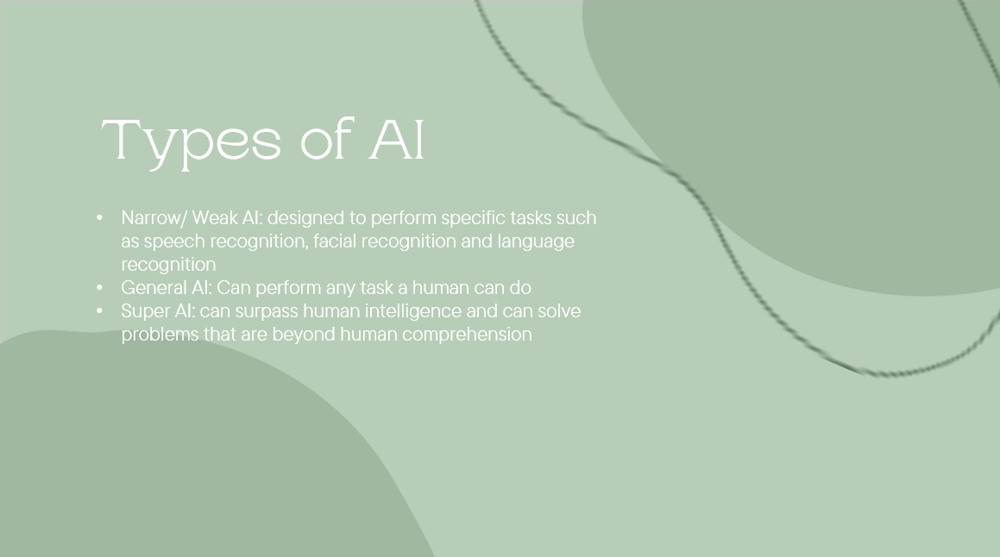 Types of AI
• Narrow/ Weak AI: designed to perform specific tasks such
as speech recognition, facial recognition and language
recognition
• General AI: Can perform any task a human can do
• Super AI: can surpass human intelligence and can solve
problems that are beyond human comprehension